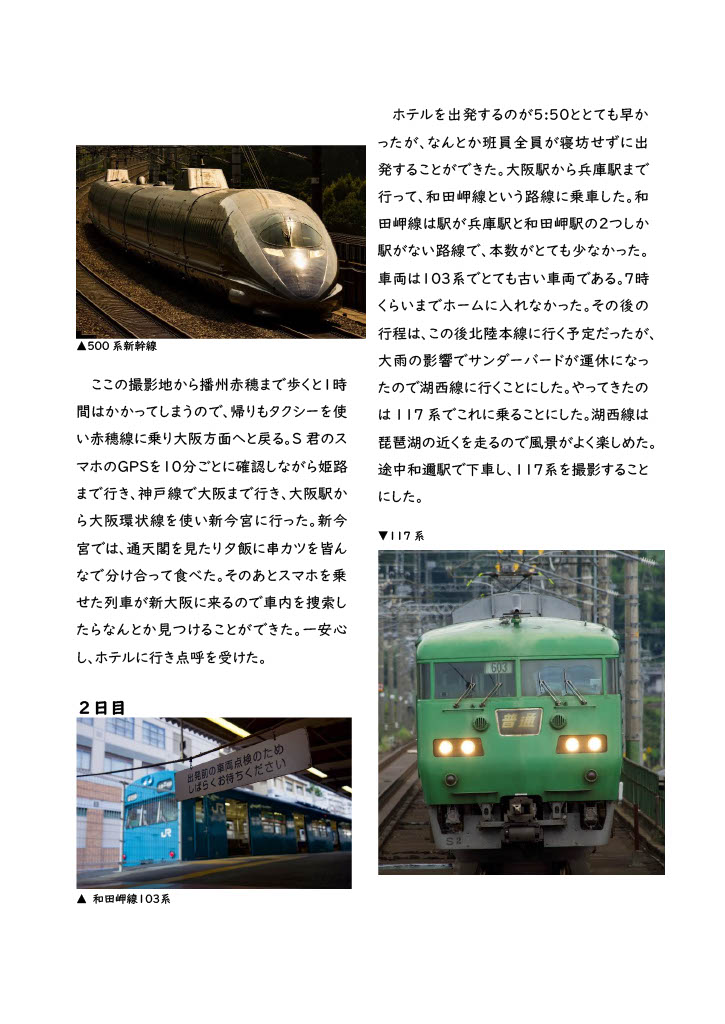 ▲500 系新幹線
ここの撮影地から播州赤穂まで歩くと1時
間はかかってしまうので、帰りもタクシーを使
い赤穂線に乗り大阪方面へと戻る。S 君のス
マホのGPSを10分ごとに確認しながら姫路
まで行き、神戸線で大阪まで行き、大阪駅か
ら大阪環状線を使い新今宮に行った。新今
宮では、通天閣を見たり夕飯に串カツを皆ん
なで分け合って食べた。そのあとスマホを乗
せた列車が新大阪に来るので車内を捜索し
たらなんとか見つけることができた。一安心
し、ホテルに行き点呼を受けた。
2日目
出発前の車両点検のため
しばらくお待ちください
JR
JR
▲ 和田岬線103系
ホテルを出発するのが5:50ととても早か
ったが、なんとか班員全員が寝坊せずに出
発することができた。大阪駅から兵庫駅まで
行って、和田岬線という路線に乗車した。和
田岬線は駅が兵庫駅と和田岬駅の2つしか
駅がない路線で、本数がとても少なかった。
車両は103系でとても古い車両である。7時
くらいまでホームに入れなかった。その後の
行程は、この後北陸本線に行く予定だったが、
大雨の影響でサンダーバードが運休になっ
たので湖西線に行くことにした。やってきたの
は 117 系でこれに乗ることにした。湖西線は
琵琶湖の近くを走るので風景がよく楽しめた。
途中和邇駅で下車し、117系を撮影すること
にした。
▼117 系
603
普通